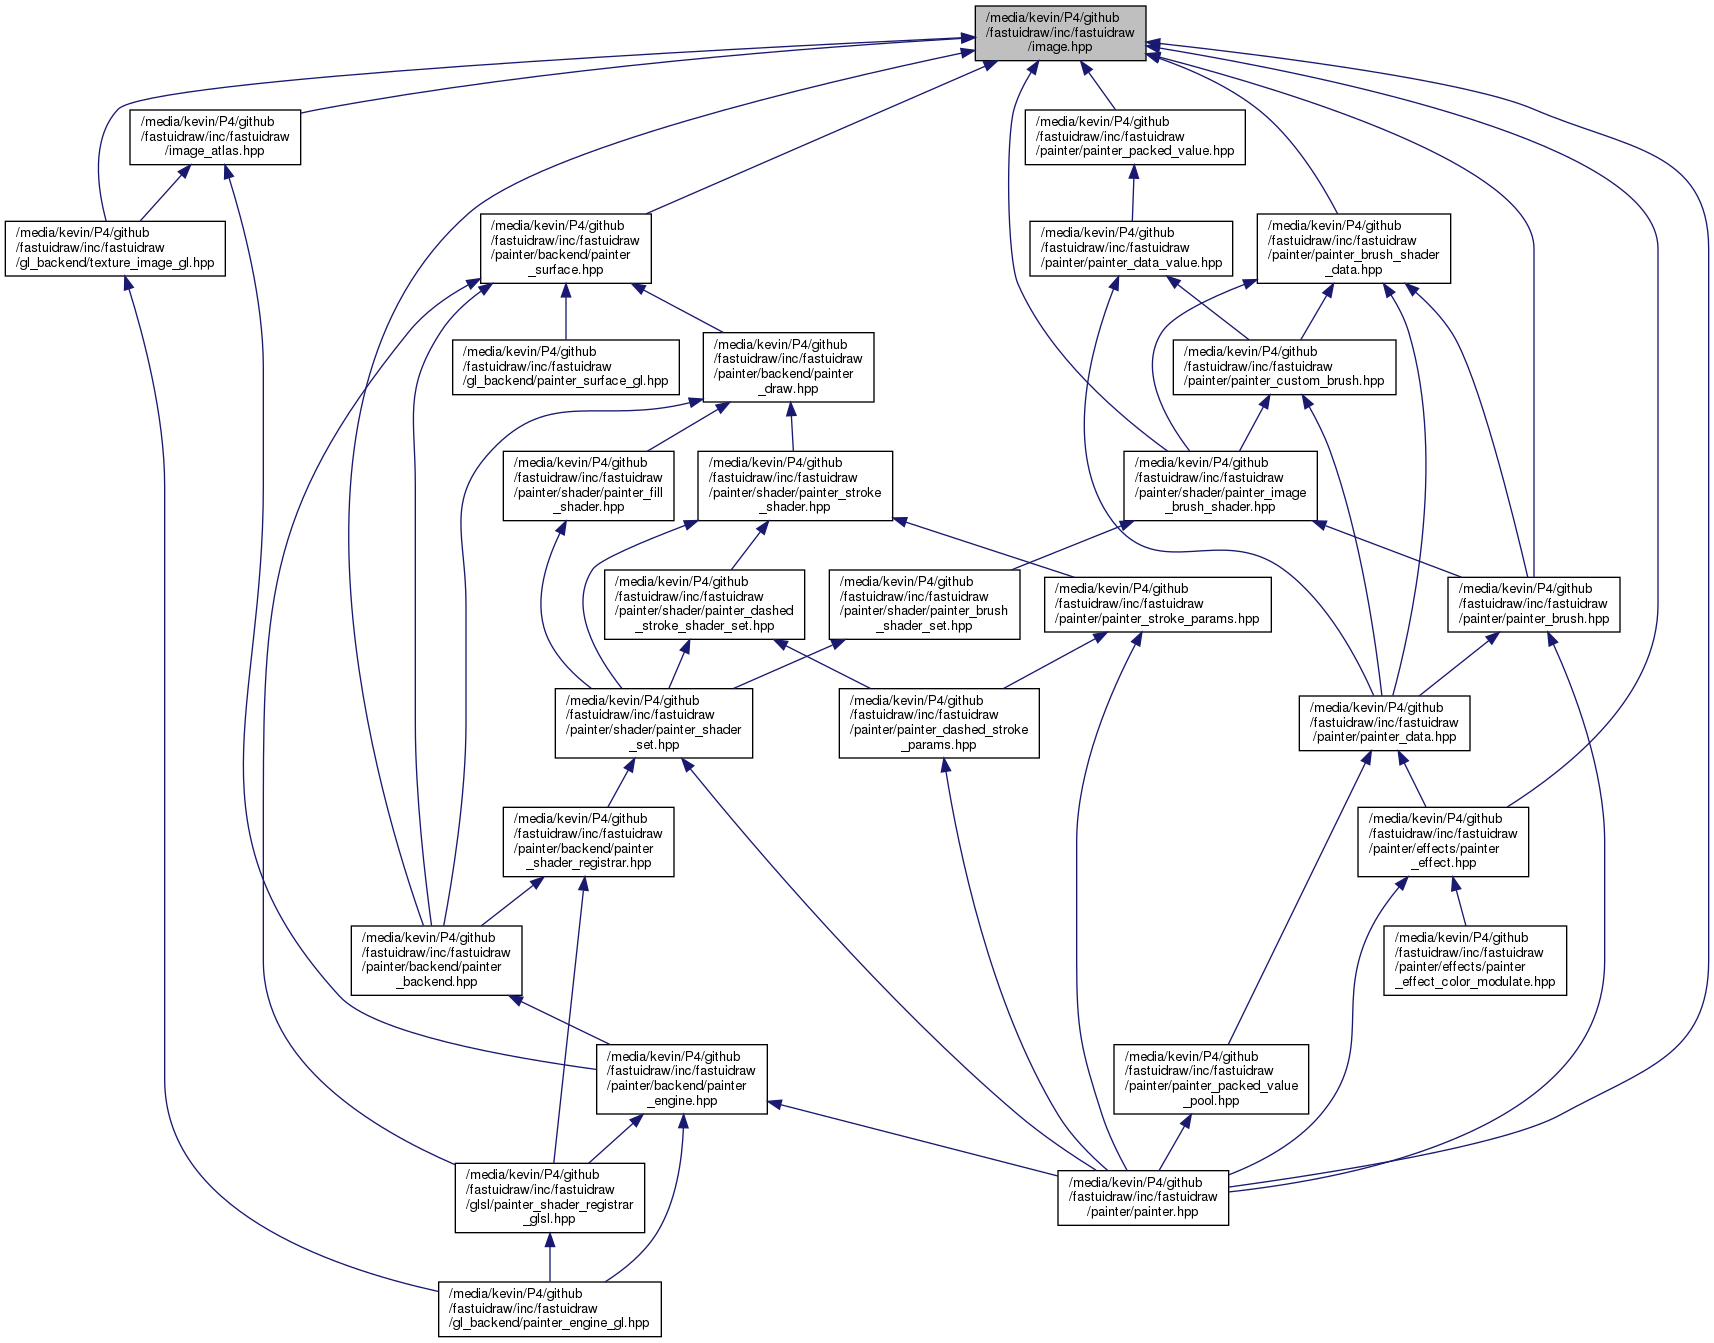 /media/kevin/P4/github
/fastuidraw/inc/fastuidraw
/image.hpp
/media/kevin/P4/github
/fastuidraw/inc/fastuidraw
/image_atlas.hpp
/media/kevin/P4/github
/fastuidraw/inc/fastuidraw
/painter/painter_packed_value.hpp
/media/kevin/P4/github
/fastuidraw/inc/fastuidraw
/gl_backend/texture_image_gl.hpp
/media/kevin/P4/github
/fastuidraw/inc/fastuidraw
/painter/backend/painter
_surface.hpp
/media/kevin/P4/github
/fastuidraw/inc/fastuidraw
/painter/painter_data_value.hpp
/media/kevin/P4/github
/fastuidraw/inc/fastuidraw
/painter/painter_brush_shader
_data.hpp
/media/kevin/P4/github
/fastuidraw/inc/fastuidraw
/gl_backend/painter_surface_gl.hpp
/media/kevin/P4/github
/fastuidraw/inc/fastuidraw
/painter/backend/painter
_draw.hpp
/media/kevin/P4/github
/fastuidraw/inc/fastuidraw
/painter/painter_custom_brush.hpp
/media/kevin/P4/github
/fastuidraw/inc/fastuidraw
/painter/shader/painter_fill
_shader.hpp
/media/kevin/P4/github
/fastuidraw/inc/fastuidraw
/painter/shader/painter_stroke
_shader.hpp
/media/kevin/P4/github
/fastuidraw/inc/fastuidraw
/painter/shader/painter_image
_brush_shader.hpp
/media/kevin/P4/github
/fastuidraw/inc/fastuidraw
/painter/shader/painter_dashed
_stroke_shader_set.hpp
/media/kevin/P4/github
/fastuidraw/inc/fastuidraw
/painter/shader/painter_brush
_shader_set.hpp
/media/kevin/P4/github
/fastuidraw/inc/fastuidraw
/painter/painter_stroke_params.hpp
/media/kevin/P4/github
/fastuidraw/inc/fastuidraw
/painter/painter_brush.hpp
/media/kevin/P4/github
/fastuidraw/inc/fastuidraw
/painter/shader/painter_shader
_set.hpp
/media/kevin/P4/github
/fastuidraw/inc/fastuidraw
/painter/painter_dashed_stroke
_params.hpp
/media/kevin/P4/github
/fastuidraw/inc/fastuidraw
/painter/painter_data.hpp
/media/kevin/P4/github
/fastuidraw/inc/fastuidraw
/painter/backend/painter
_shader_registrar.hpp
/media/kevin/P4/github
/fastuidraw/inc/fastuidraw
/painter/effects/painter
_effect.hpp
/media/kevin/P4/github
/fastuidraw/inc/fastuidraw
/painter/backend/painter
_backend.hpp
/media/kevin/P4/github
/fastuidraw/inc/fastuidraw
/painter/effects/painter
_effect_color_modulate.hpp
/media/kevin/P4/github
/fastuidraw/inc/fastuidraw
/painter/backend/painter
_engine.hpp
/media/kevin/P4/github
/fastuidraw/inc/fastuidraw
/painter/painter_packed_value
_pool.hpp
/media/kevin/P4/github
/fastuidraw/inc/fastuidraw
/glsl/painter_shader_registrar
_glsl.hpp
/media/kevin/P4/github
/fastuidraw/inc/fastuidraw
/painter/painter.hpp
/media/kevin/P4/github
/fastuidraw/inc/fastuidraw
/gl_backend/painter_engine_gl.hpp